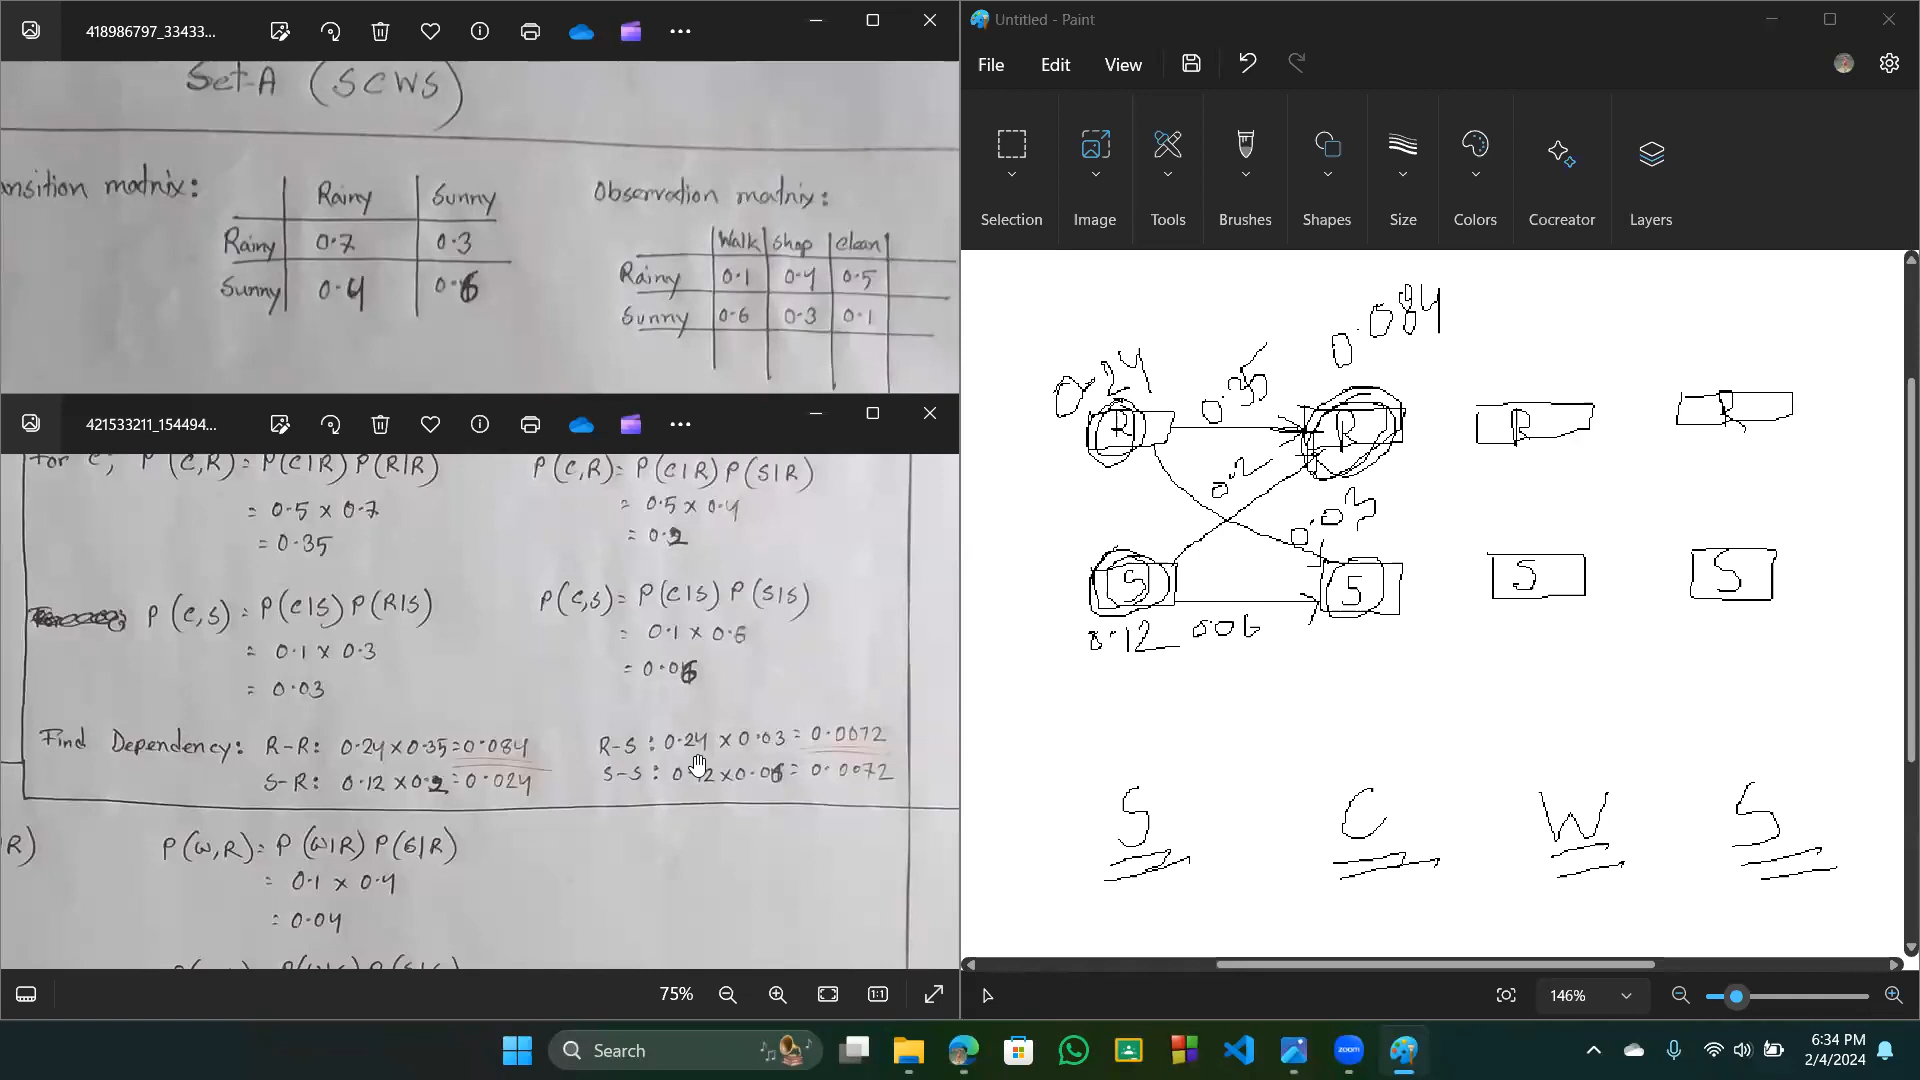 418986797_33433...
Set-A (SCWS)
ansition matrix:
Rainy Sunny
Rainy 0.7 0.3
Sunny 0.4 0.6
Observation matrix:
Walk Shop Clean
Rainy 0.1 0.4 0.5
Sunny 0.6 0.3 0.1
421533211_154494...
For C, P (C,R) = P(C|R) P(R|R)
= 0.5 x 0.7
= 0.35
P(C,R) = P(C|R) P(S|R)
= 0.5 x 0.4
= 0.2
P (C,S) = P(C|S) P(R|S)
= 0.1 x 0.3
= 0.03
P(C,S) = P(C|S) P(S|S)
= 0.1 x 0.6
= 0.06
Find Dependency: R-R: 0.24 x 0.35 = 0.084
S-R: 0.12 x 0.2 = 0.024
R-S : 0.24 x 0.03 = 0.0072
S-S : 0.12 x 0.06 = 0.0072
R)
P(W,R) = P(W|R) P(S|R)
= 0.1 x 0.4
= 0.04
75%
Untitled - Paint
File Edit View
Selection Image Tools Brushes Shapes Size Colors Cocreator Layers
0.084
0.24 0.35
R R R R
0.2
0.03
S S S S
0.12 0.06
S C W S
146%
Search
zoom
6:34 PM
2/4/2024